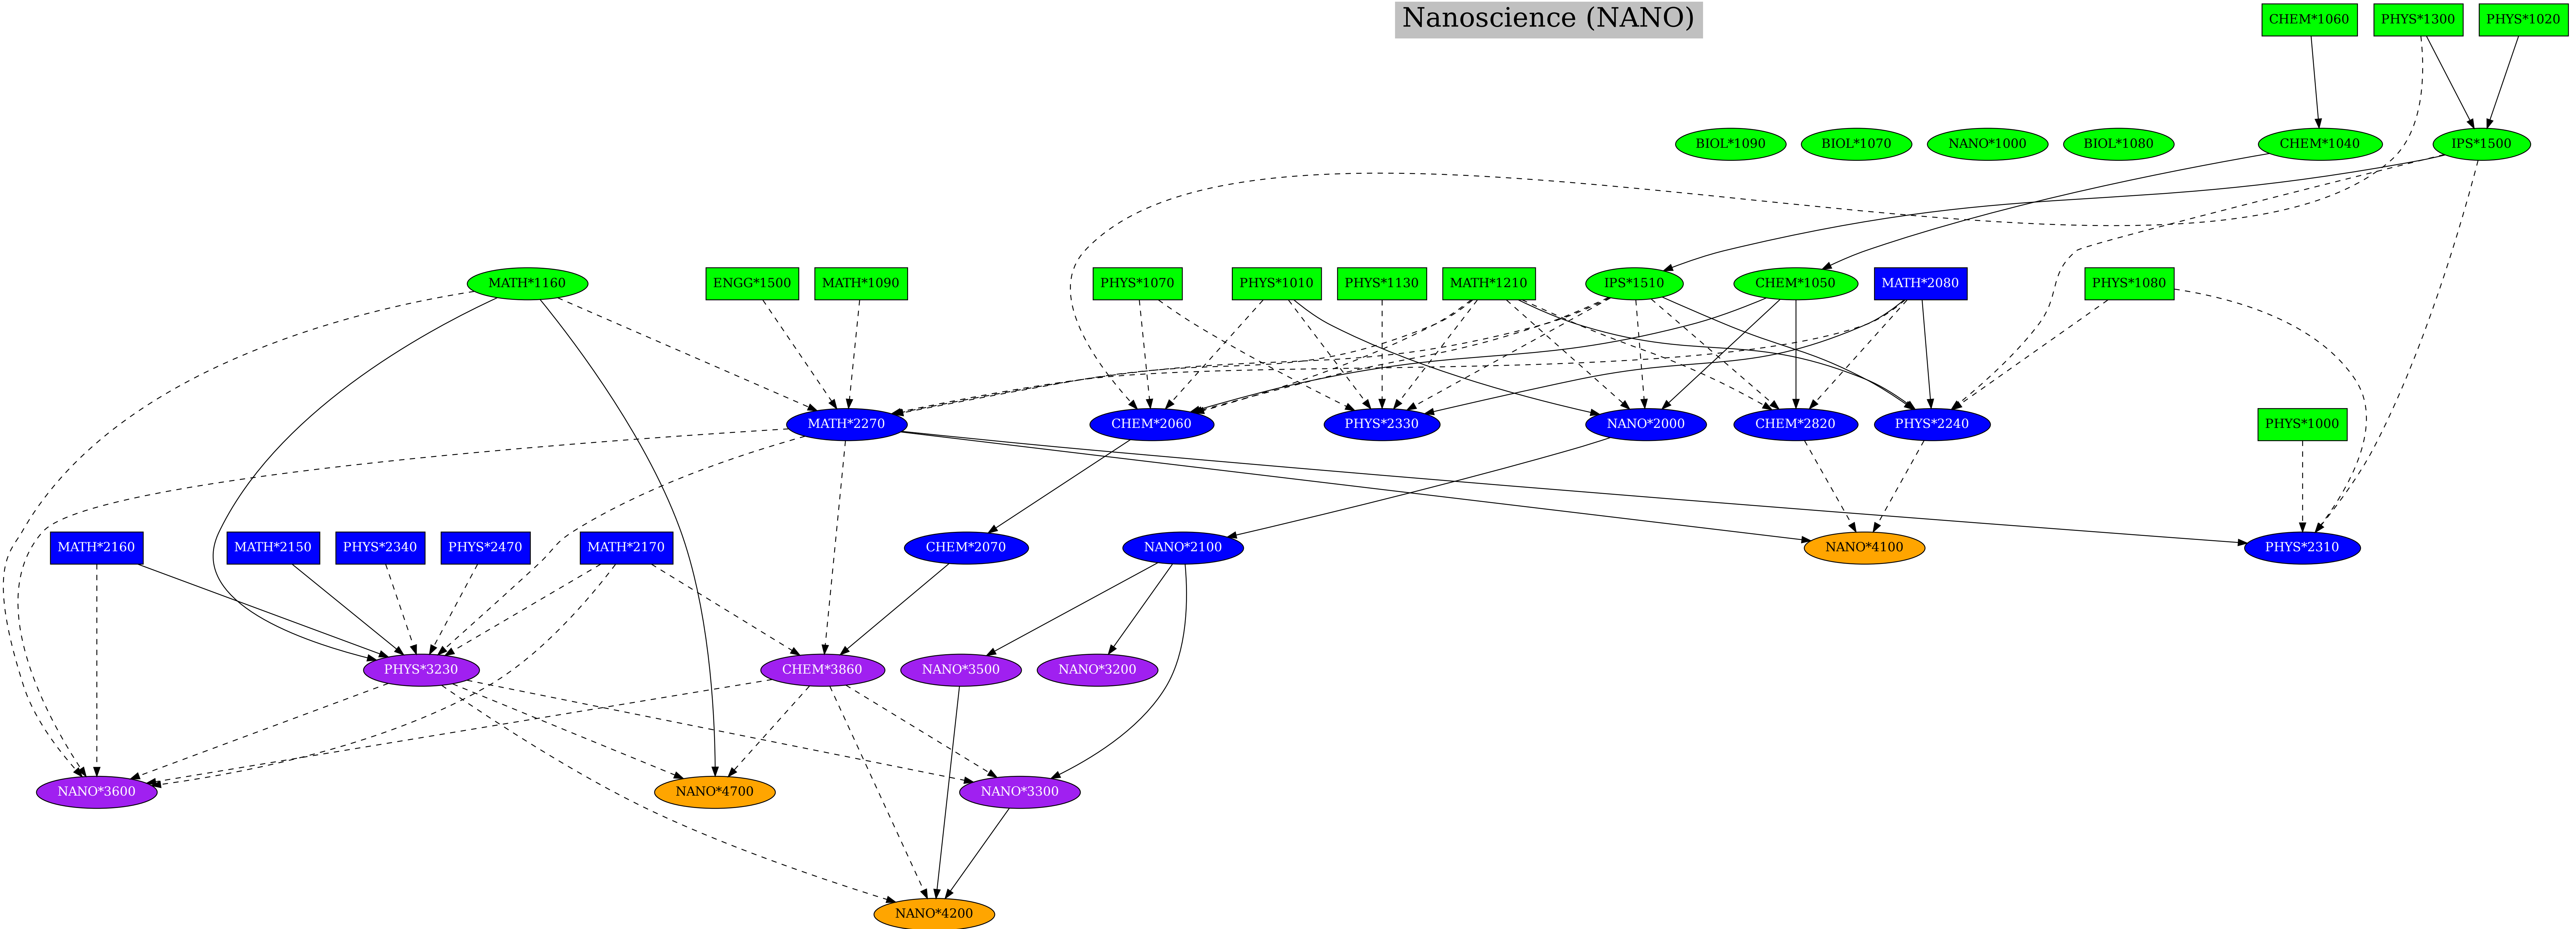 Nanoscience (NANO)
CHEM*1060
PHYS*1300
PHYS*1020
BIOL*1090
BIOL*1070
NANO*1000
BIOL*1080
CHEM*1040
IPS*1500
MATH*1160
ENGG*1500
MATH*1090
PHYS*1070
PHYS*1010
PHYS*1130
MATH*1210
IPS*1510
CHEM*1050
MATH*2080
PHYS*1080
MATH*2270
CHEM*2060
PHYS*2330
NANO*2000
CHEM*2820
PHYS*2240
PHYS*1000
MATH*2160
MATH*2150
PHYS*2340
PHYS*2470
MATH*2170
CHEM*2070
NANO*2100
NANO*4100
PHYS*2310
PHYS*3230
CHEM*3860
NANO*3500
NANO*3200
NANO*3600
NANO*4700
NANO*3300
NANO*4200